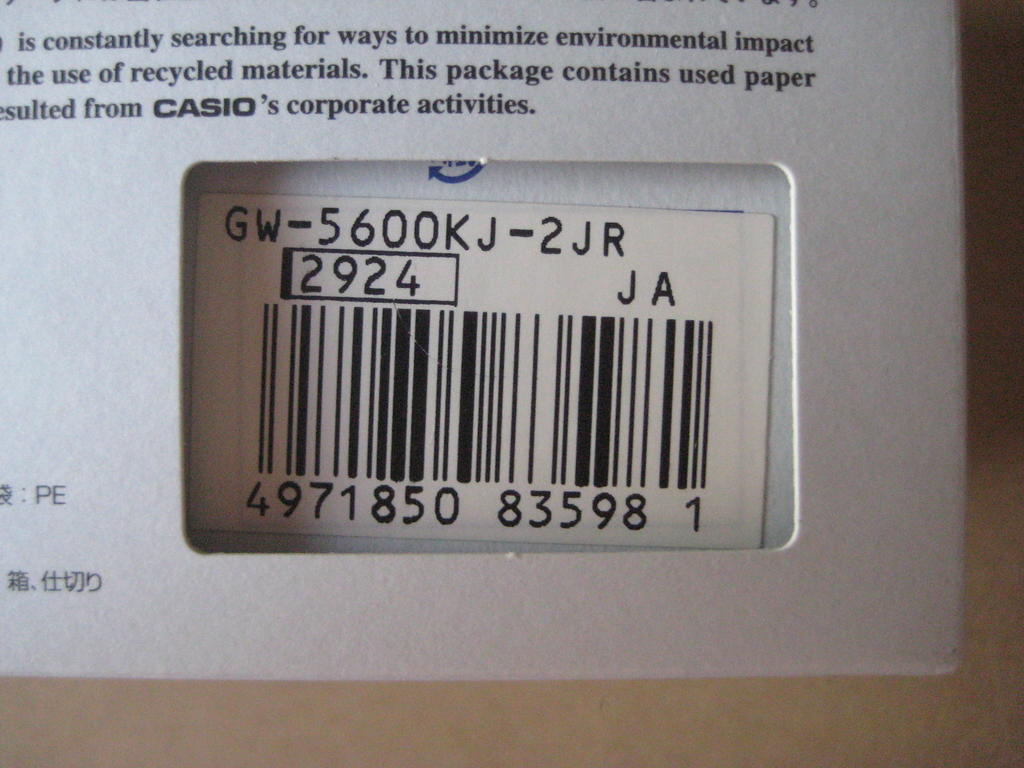 ) is constantly searching for ways to minimize environmental impact
the use of recycled materials. This package contains used paper
esulted from CASIO's corporate activities.
GW-5600KJ-2JR
2924
JA
4971850 83598 1
袋：PE
箱、仕切り